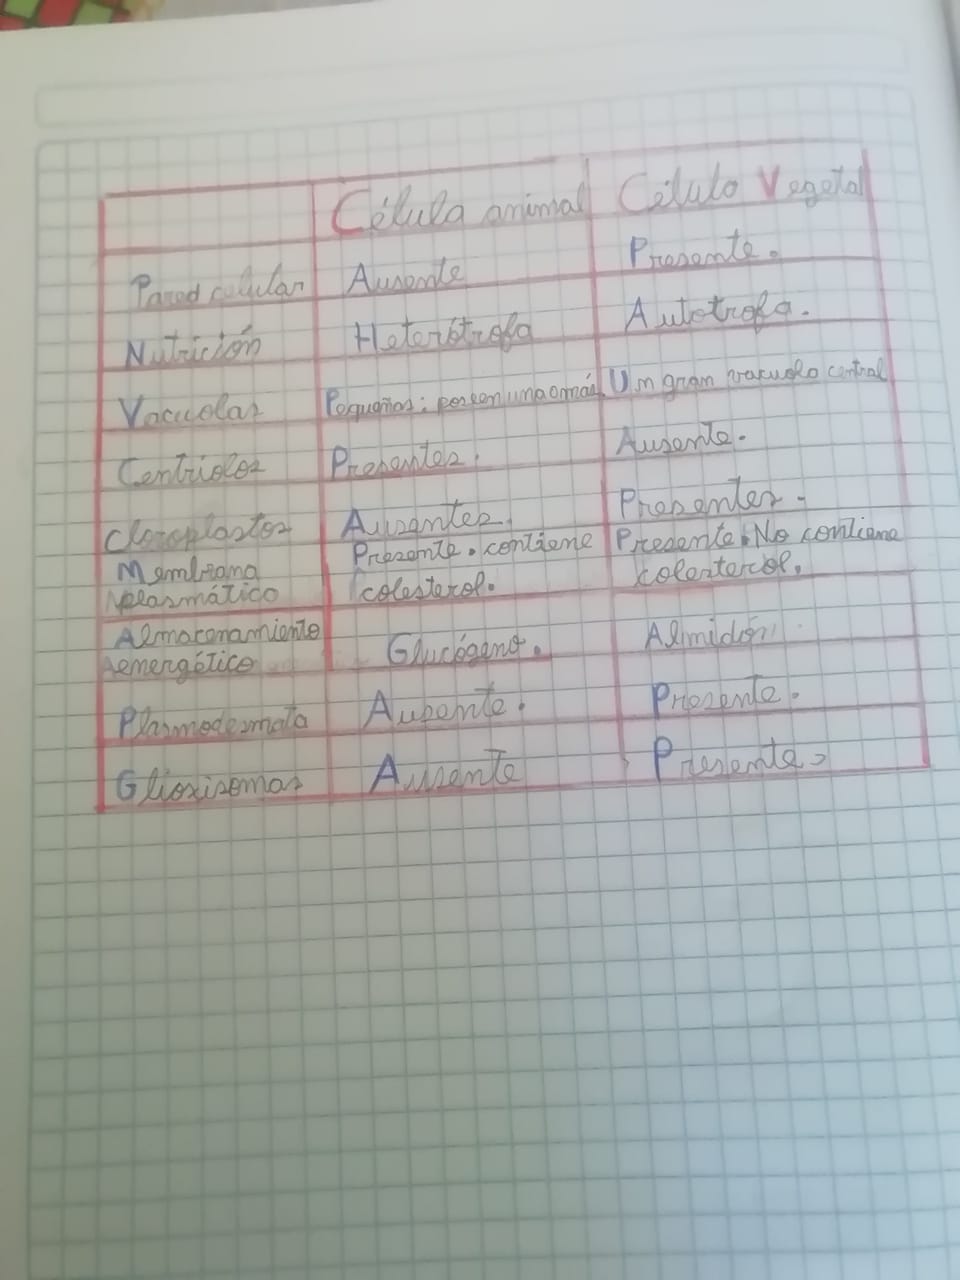 Célula animal Célula Vegetal
Pared celular Ausente Presente.
Nutrición Heterótrofa Autotrofa.
Vacuolas Pequeñas: poseen una o más. Un gran vacuola central
Centriolos Presentes. Ausente.
Cloroplastos Ausentes. Presentes.
Membrana Presente. contiene Presente. No contiene
plasmático colesterol. colesterol.
Almacenamiento
energético Glucógeno. Almidón
Plasmodesmata Ausente. Presente.
Glioxisomas Ausente Presente.